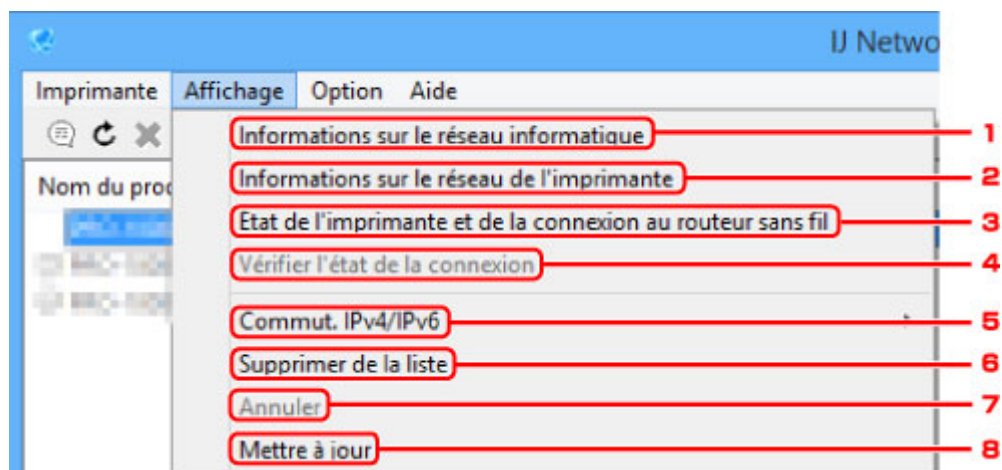 IJ Netwo
Imprimante Affichage Option Aide
Informations sur le réseau informatique 1
Informations sur le réseau de l'imprimante 2
Nom du prod
Etat de l'imprimante et de la connexion au routeur sans fil 3
Vérifier l'état de la connexion 4
Commut. IPv4/IPv6 5
Supprimer de la liste 6
Annuler 7
Mettre à jour 8